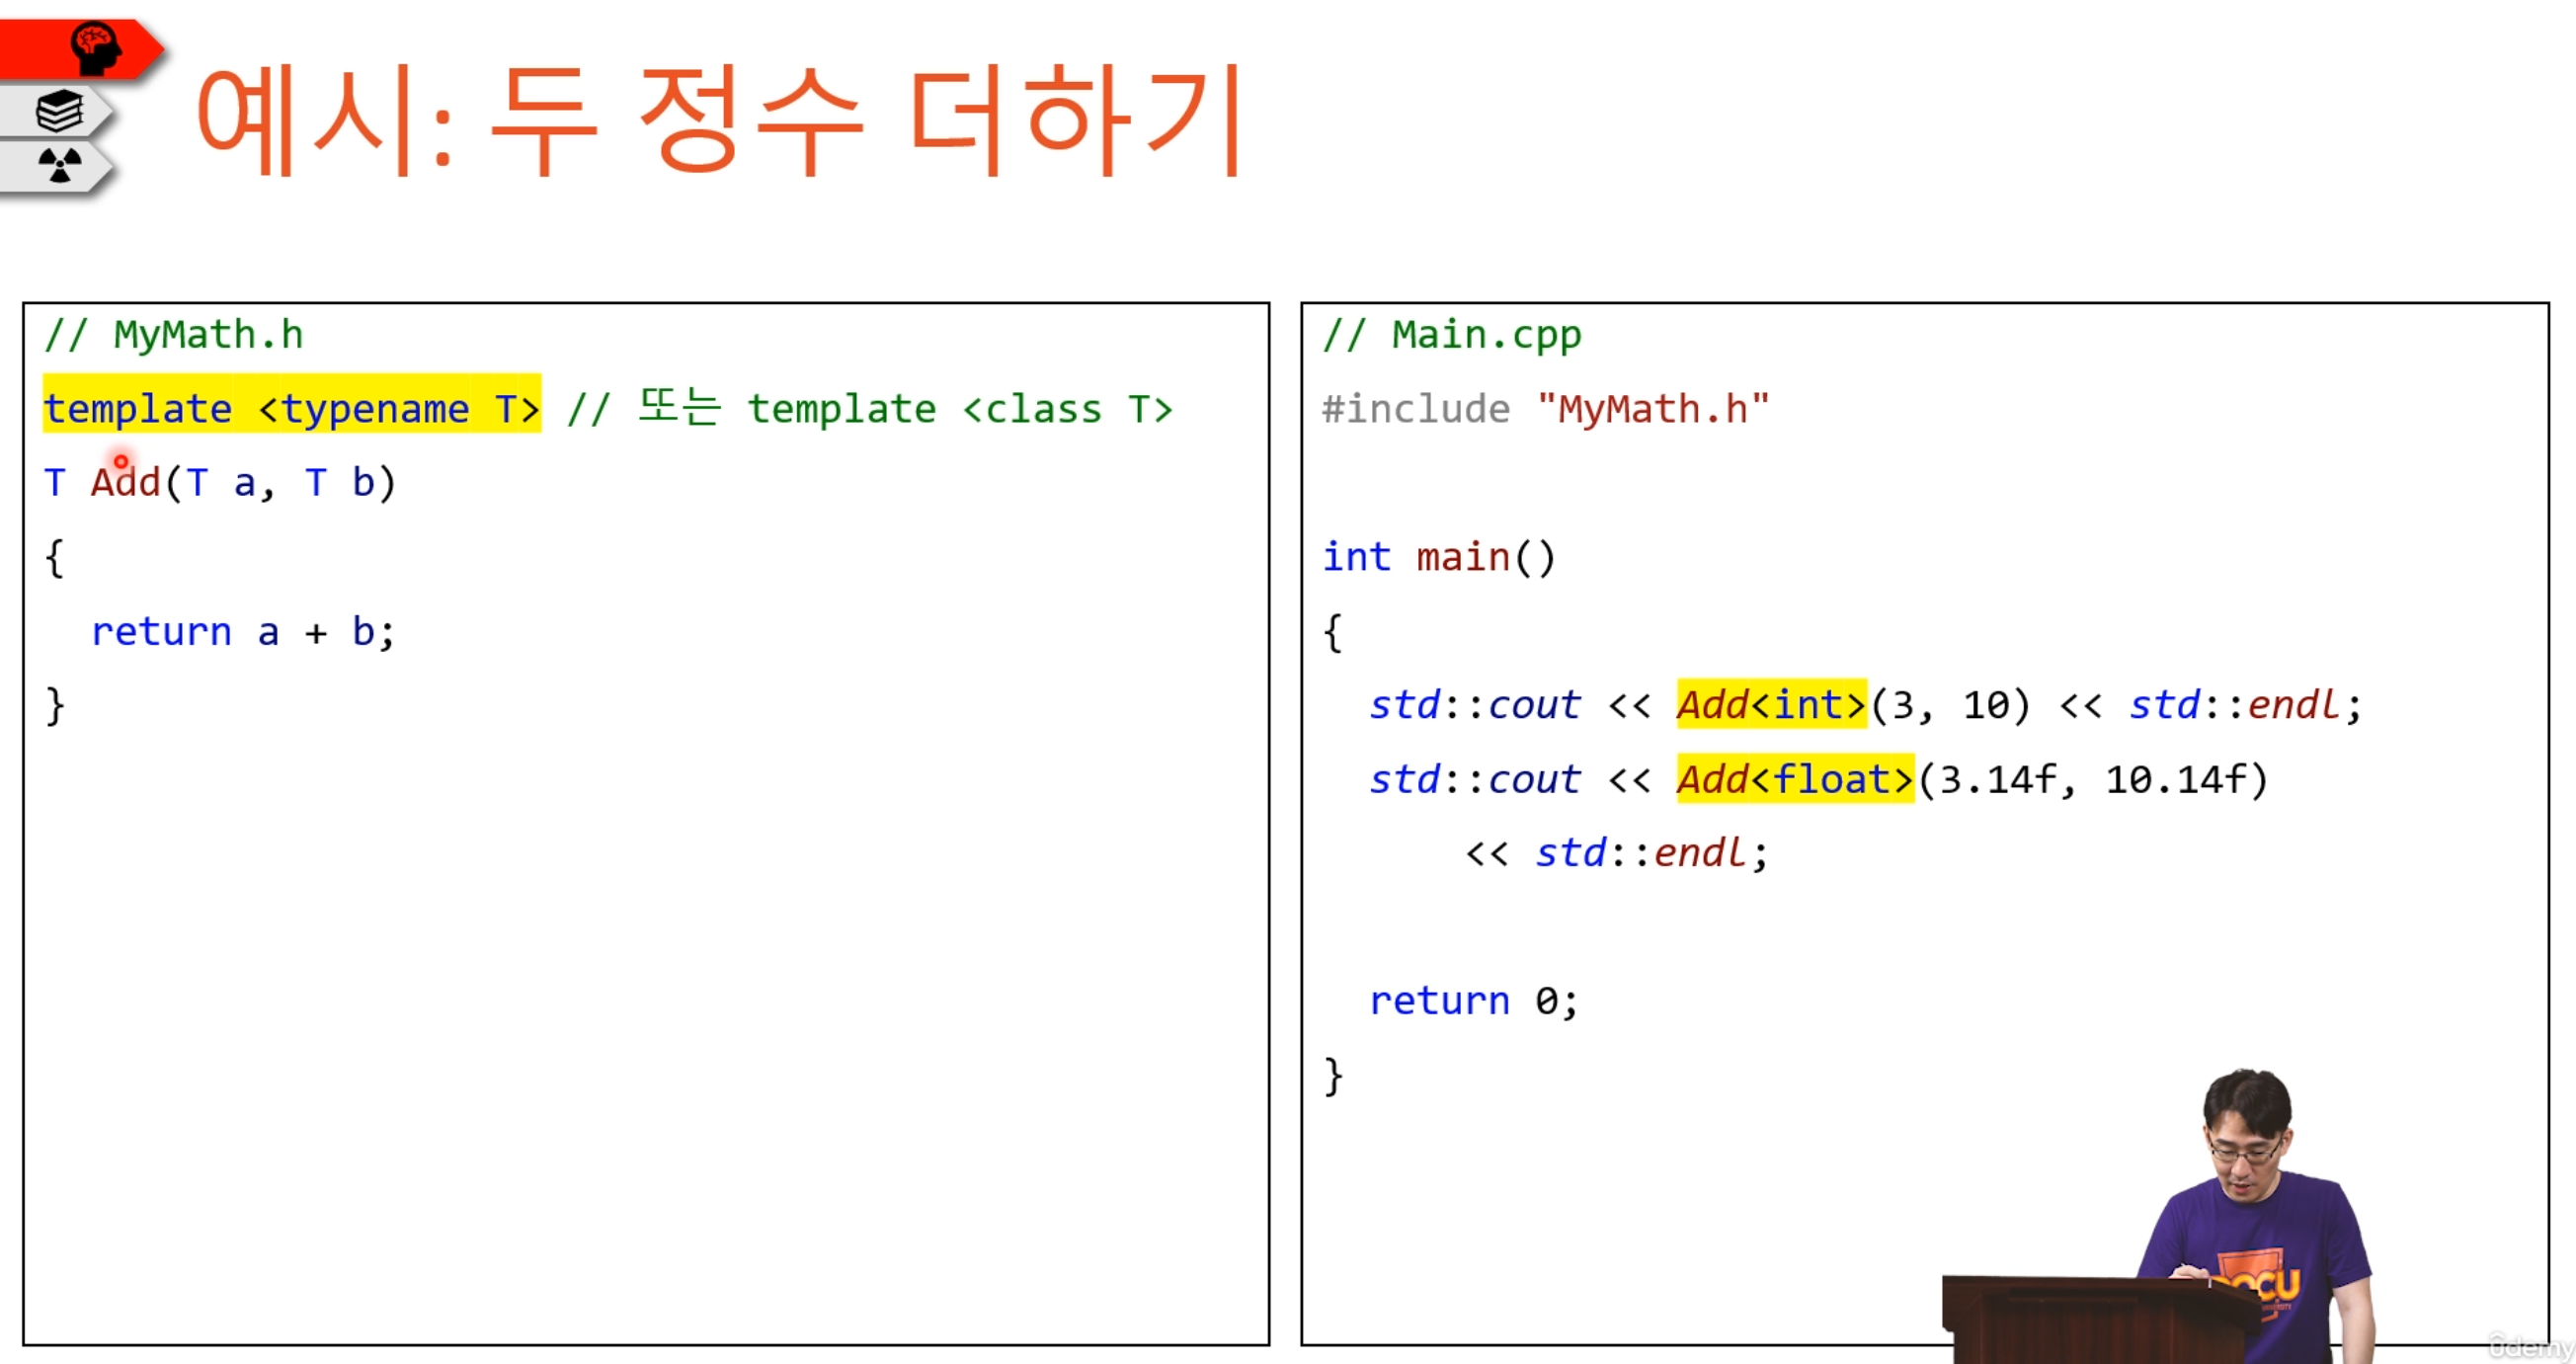 예시: 두 정수 더하기
// MyMath.h
template <typename T> // 또는 template <class T>
T Add(T a, T b)
{
return a + b;
}
// Main.cpp
#include "MyMath.h"
int main()
{
std::cout << Add<int>(3, 10) << std::endl;
std::cout << Add<float>(3.14f, 10.14f)
<< std::endl;
return 0;
}
OCU
udemy